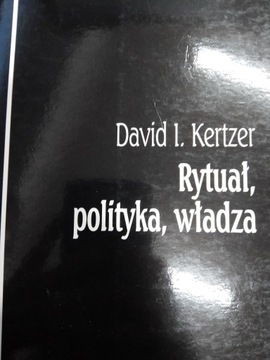 David I. Kertzer
Rytuał,
polityka, władza